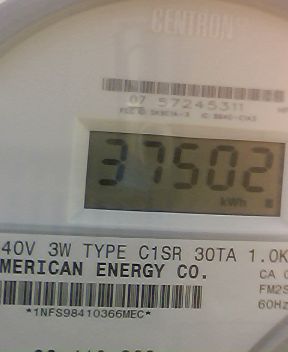 CENTRON
07 57245311
37502
kWh
40V 3W TYPE C1SR 30TA 1.0K
MERICAN ENERGY CO.
CA
FM2S
60Hz
*1NFS98410366MEC*